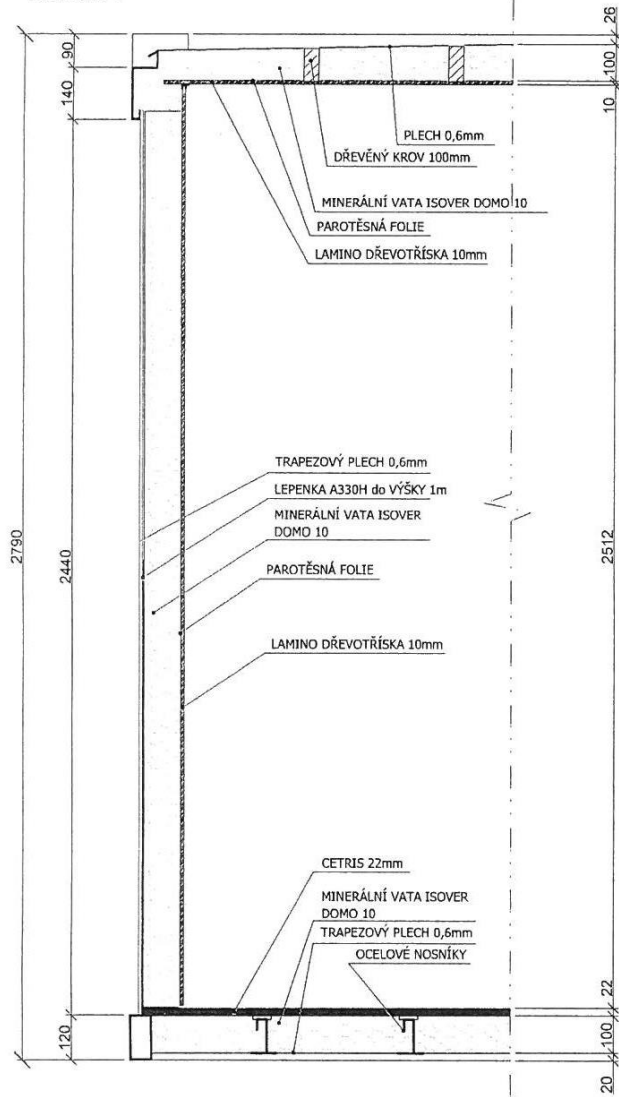 26
90
100
140
10
PLECH 0,6mm
DŘEVĚNÝ KROV 100mm
MINERÁLNÍ VATA ISOVER DOMO 10
PAROTĚSNÁ FOLIE
LAMINO DŘEVOTŘÍSKA 10mm
TRAPEZOVÝ PLECH 0,6mm
LEPENKA A330H do VÝŠKY 1m
MINERÁLNÍ VATA ISOVER
DOMO 10
2790
2440
2512
PAROTĚSNÁ FOLIE
LAMINO DŘEVOTŘÍSKA 10mm
CETRIS 22mm
MINERÁLNÍ VATA ISOVER
DOMO 10
TRAPEZOVÝ PLECH 0,6mm
OCELOVÉ NOSNÍKY
22
120
100
20